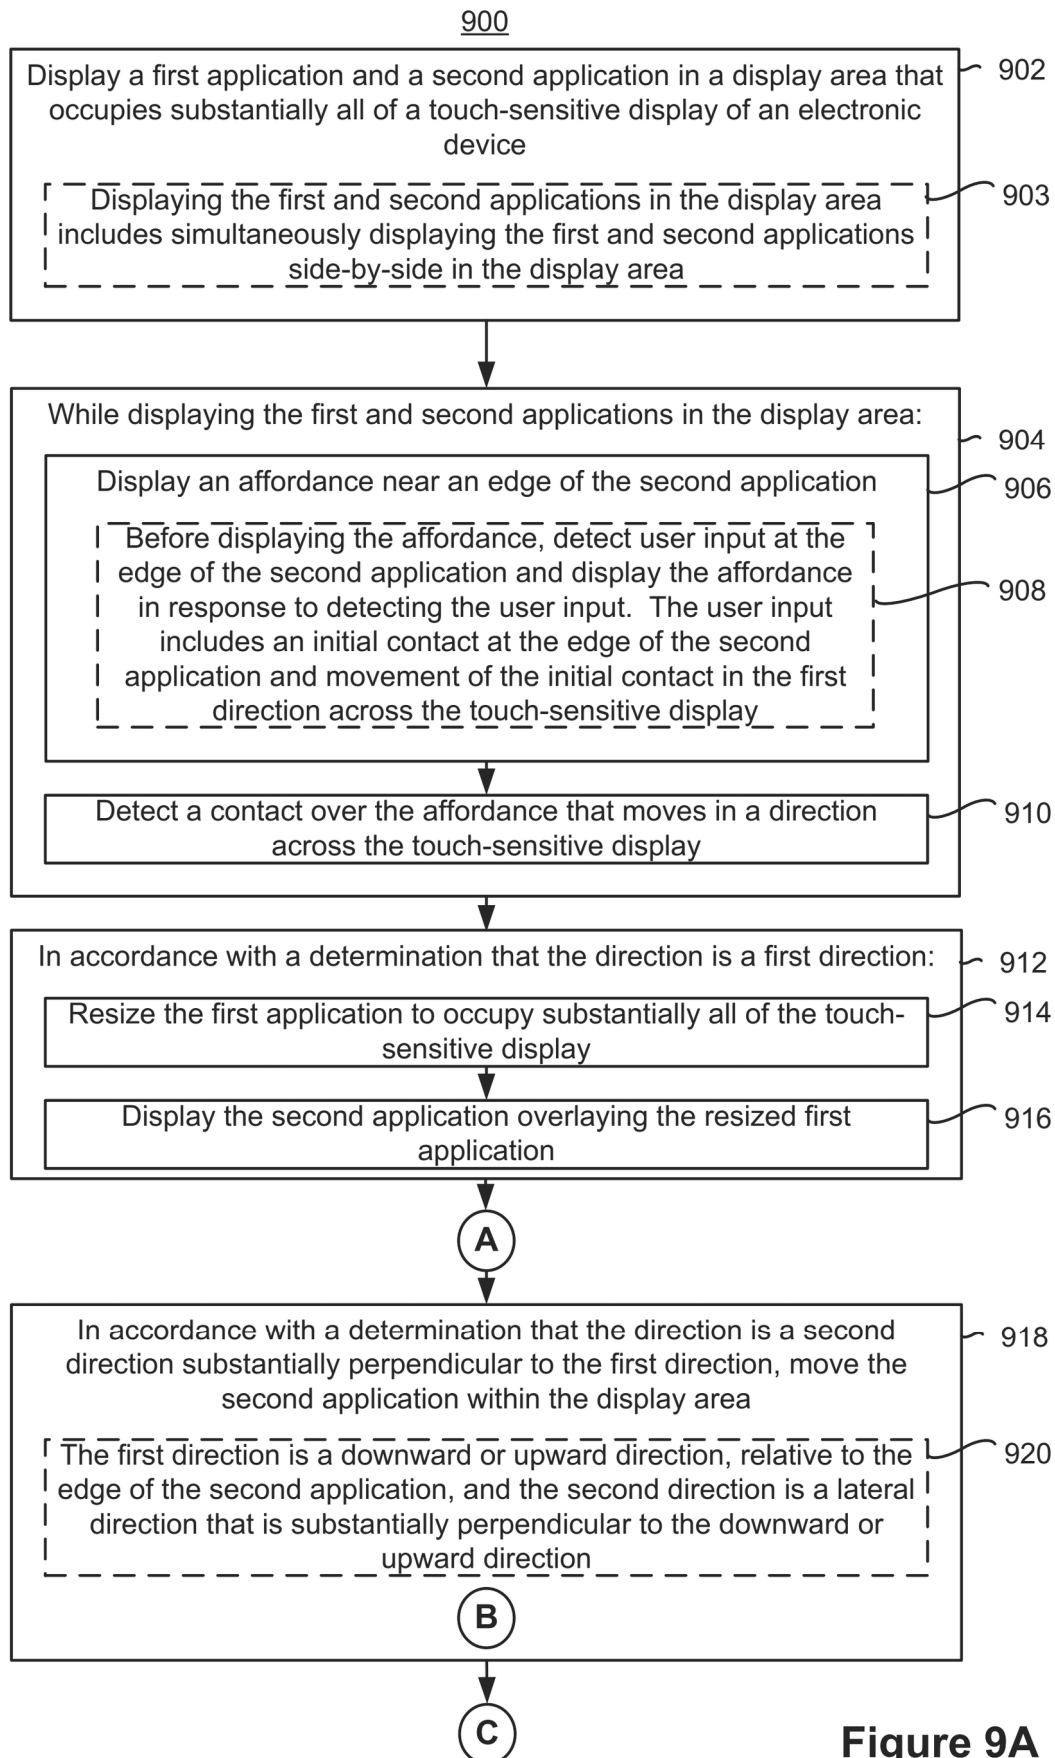 900
Display a first application and a second application in a display area that
occupies substantially all of a touch-sensitive display of an electronic
device
902
Displaying the first and second applications in the display area
includes simultaneously displaying the first and second applications
side-by-side in the display area
903
While displaying the first and second applications in the display area:
904
Display an affordance near an edge of the second application
906
Before displaying the affordance, detect user input at the
edge of the second application and display the affordance
in response to detecting the user input.  The user input
includes an initial contact at the edge of the second
application and movement of the initial contact in the first
direction across the touch-sensitive display
908
Detect a contact over the affordance that moves in a direction
across the touch-sensitive display
910
In accordance with a determination that the direction is a first direction:
912
Resize the first application to occupy substantially all of the touch-
sensitive display
914
Display the second application overlaying the resized first
application
916
A
In accordance with a determination that the direction is a second
direction substantially perpendicular to the first direction, move the
second application within the display area
918
The first direction is a downward or upward direction, relative to the
edge of the second application, and the second direction is a lateral
direction that is substantially perpendicular to the downward or
upward direction
920
B
C
Figure 9A